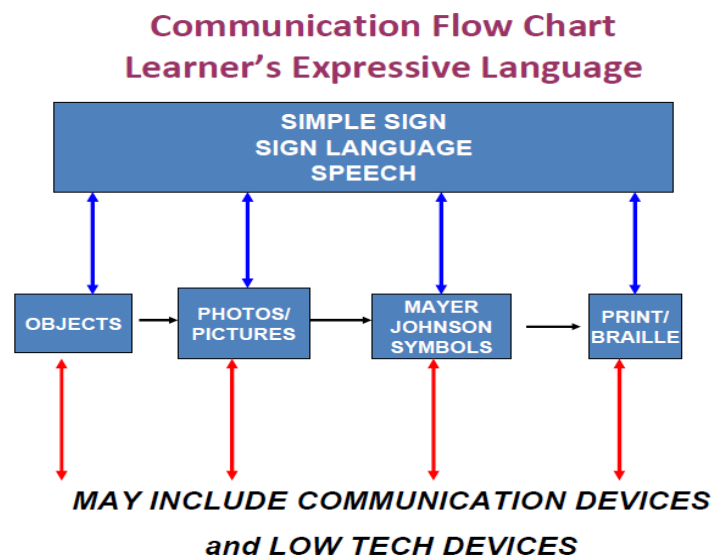 Communication Flow Chart
Learner's Expressive Language
SIMPLE SIGN
SIGN LANGUAGE
SPEECH
OBJECTS
PHOTOS/
PICTURES
MAYER
JOHNSON
SYMBOLS
PRINT/
BRAILLE
MAY INCLUDE COMMUNICATION DEVICES
and LOW TECH DEVICES